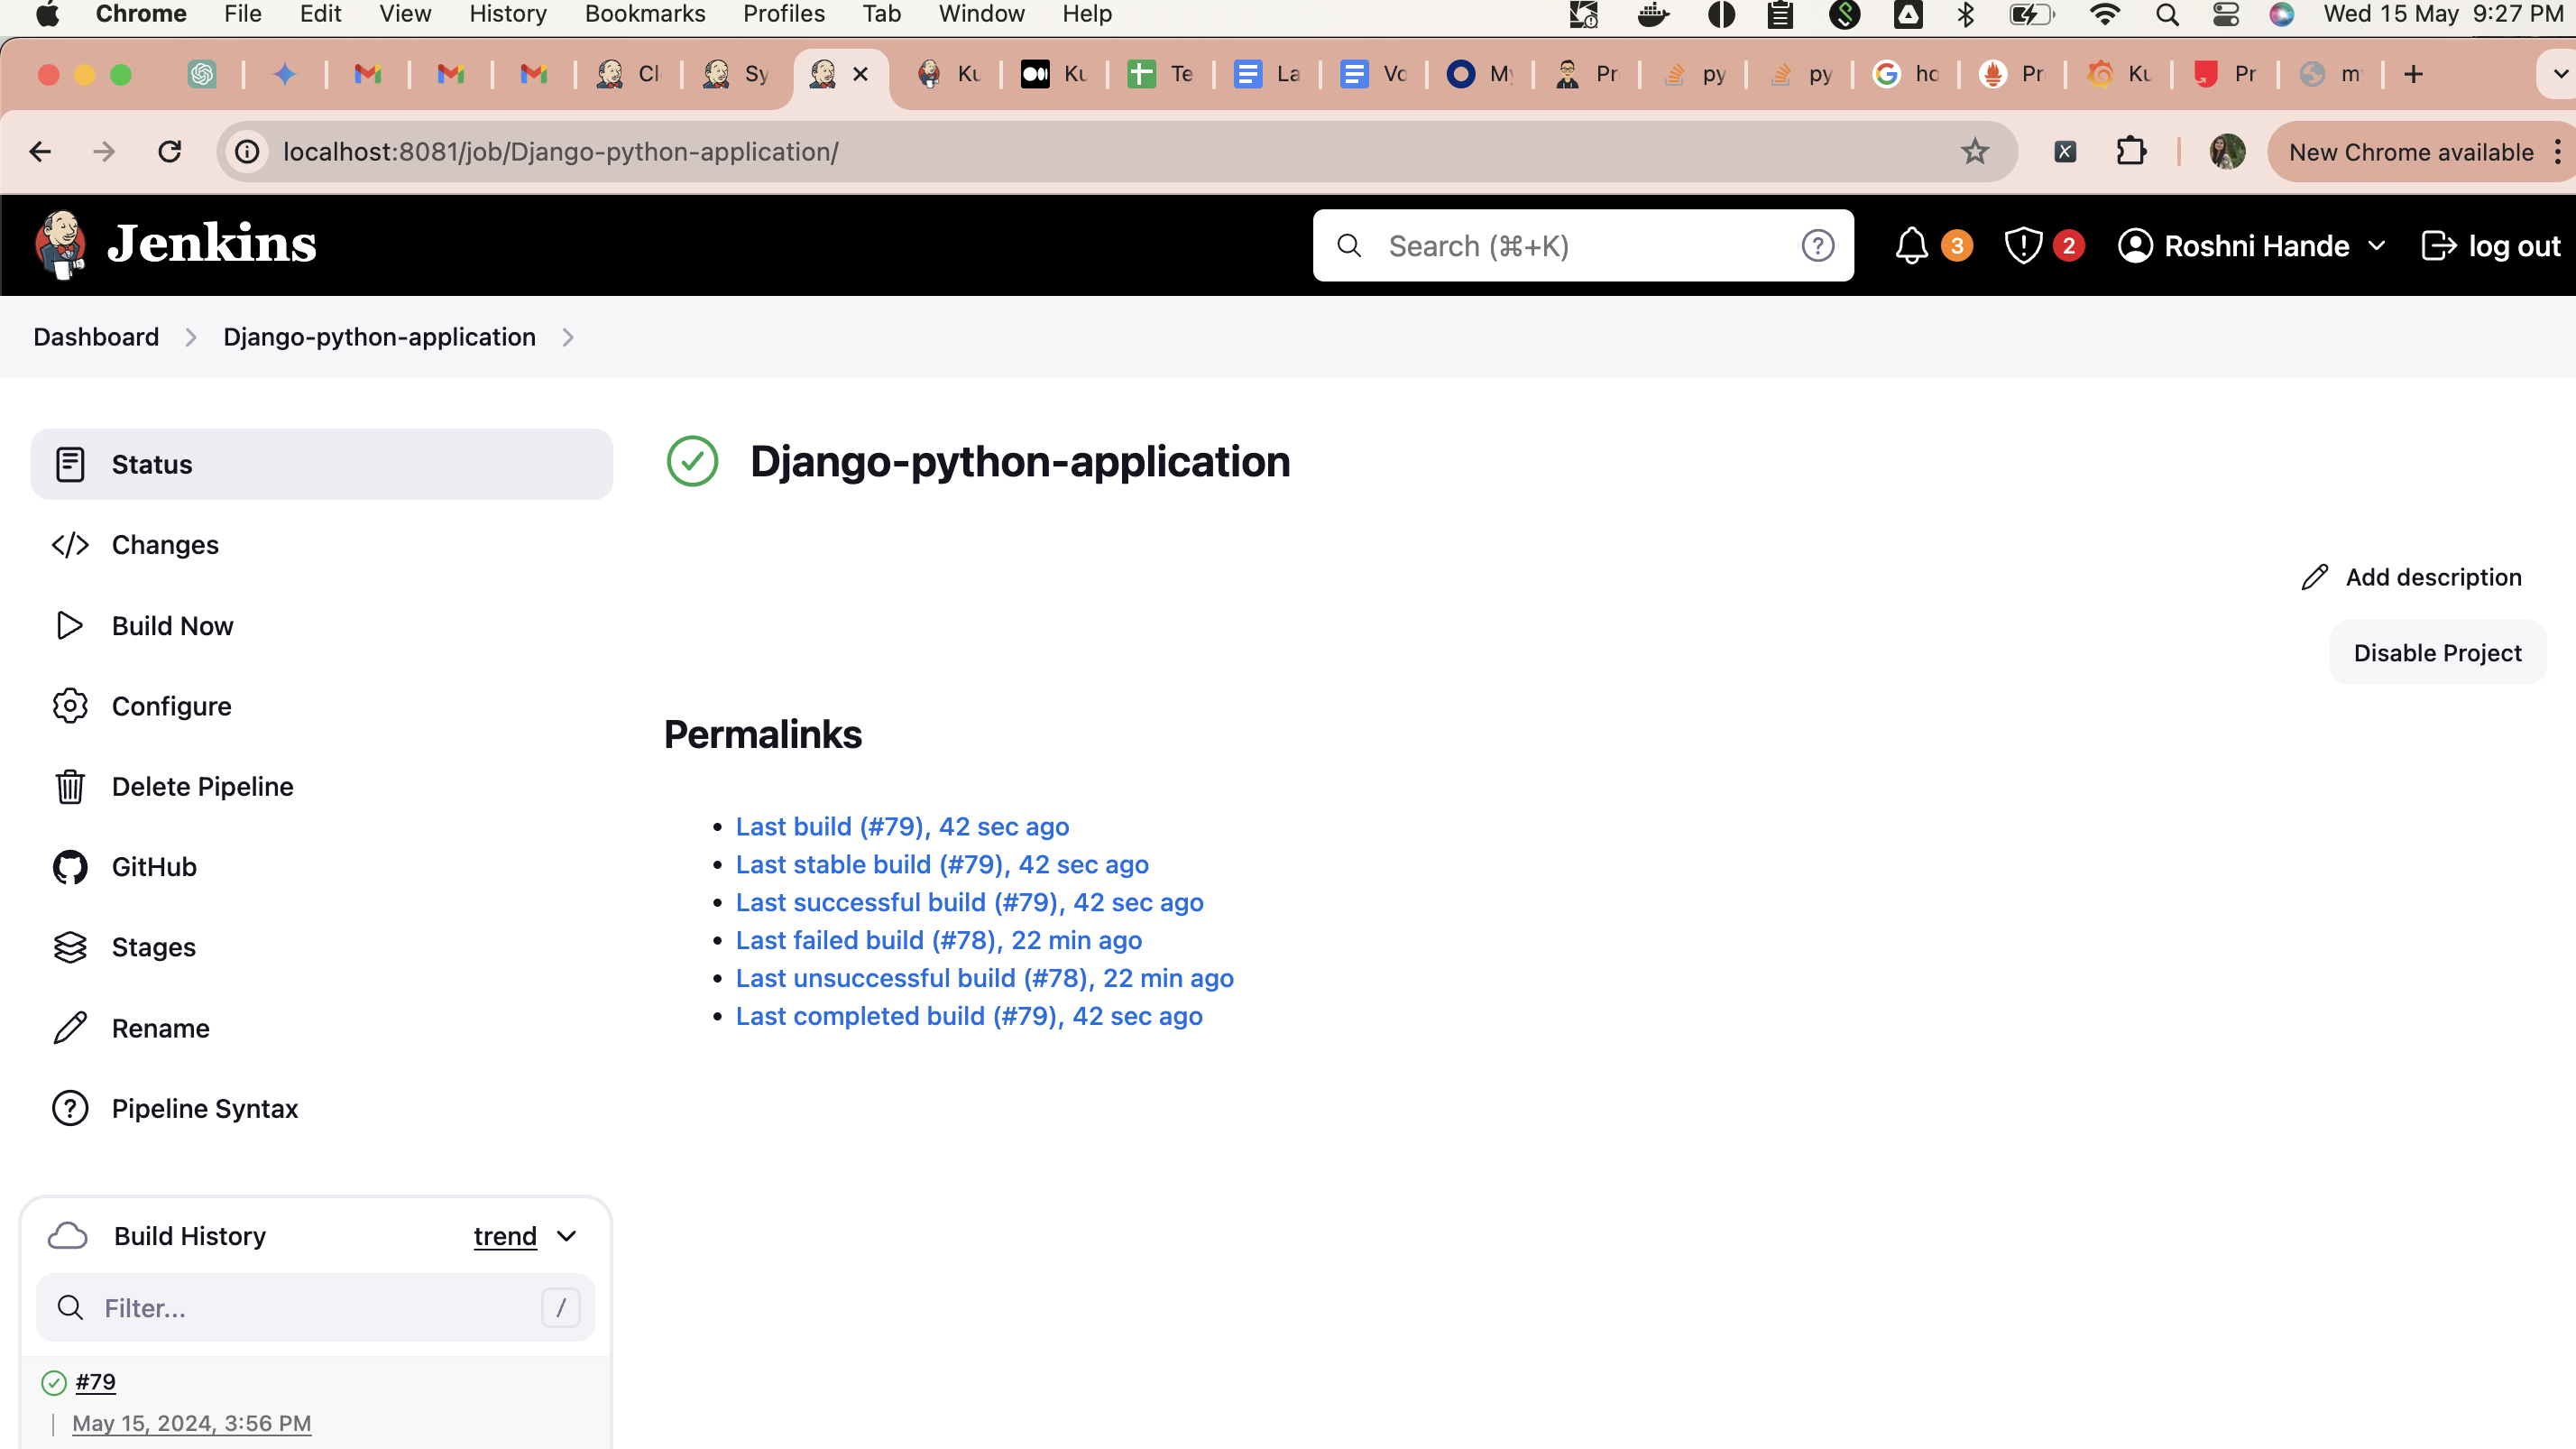 Chrome File Edit View History Bookmarks Profiles Tab Window Help Wed 15 May 9:27 PM
Cl Sy Ku Ku Te La Vo My Pr py py ho Pr Ku Pr m
localhost:8081/job/Django-python-application/ New Chrome available
Jenkins Search (⌘+K) 3 2 Roshni Hande log out
Dashboard Django-python-application
Status
Changes
Build Now
Configure
Delete Pipeline
GitHub
Stages
Rename
Pipeline Syntax
Build History trend
Filter... /
#79
May 15, 2024, 3:56 PM
Django-python-application
Add description
Disable Project
Permalinks
Last build (#79), 42 sec ago
Last stable build (#79), 42 sec ago
Last successful build (#79), 42 sec ago
Last failed build (#78), 22 min ago
Last unsuccessful build (#78), 22 min ago
Last completed build (#79), 42 sec ago